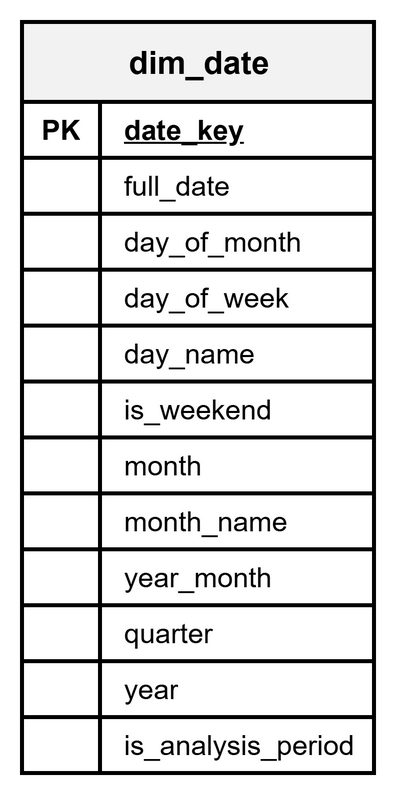 dim_date
PK date_key
full_date
day_of_month
day_of_week
day_name
is_weekend
month
month_name
year_month
quarter
year
is_analysis_period